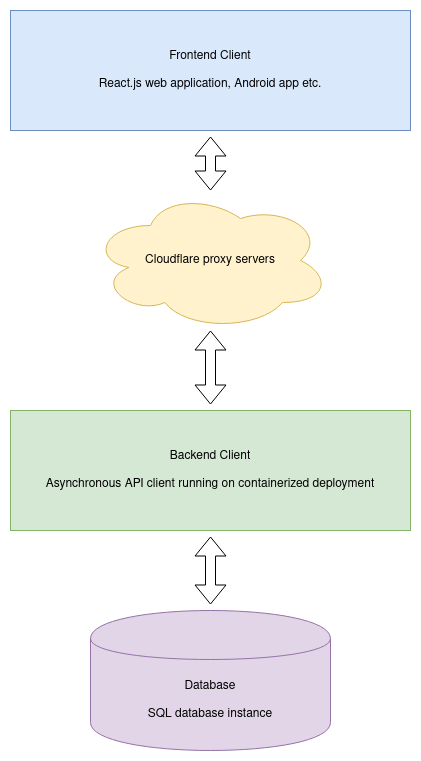 Frontend Client
React.js web application, Android app etc.
Cloudflare proxy servers
Backend Client
Asynchronous API client running on containerized deployment
Database
SQL database instance